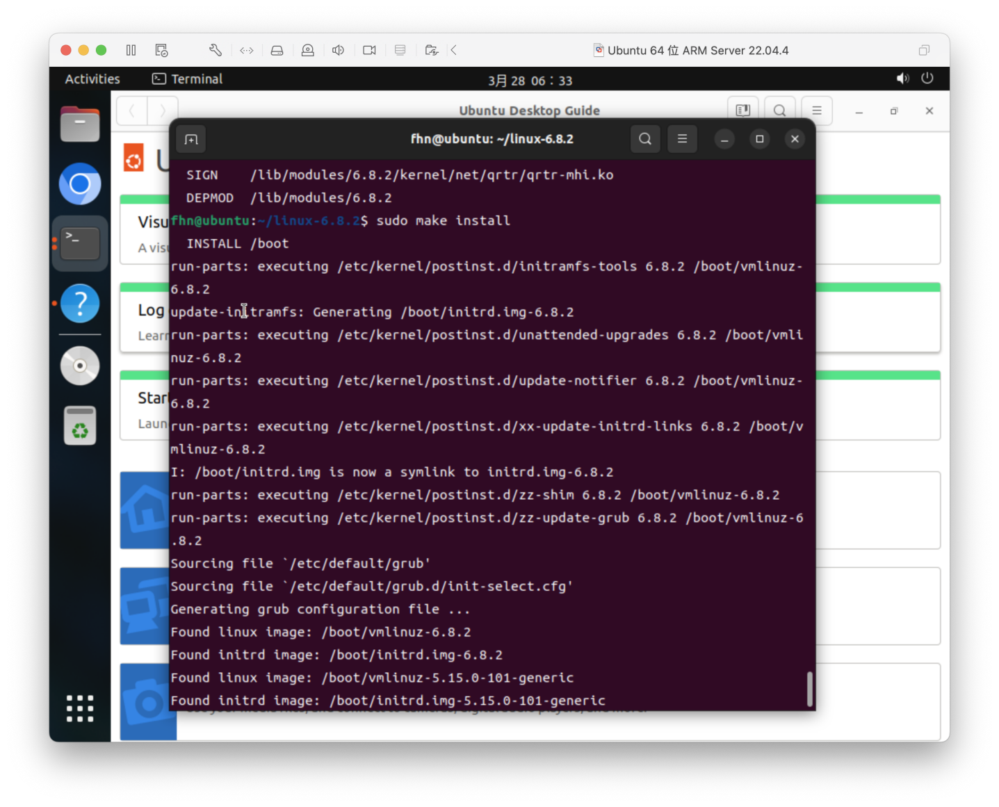 Ubuntu 64 位 ARM Server 22.04.4
Activities
Terminal
3月 28 06：33
Ubuntu Desktop Guide
fhn@ubuntu: ~/linux-6.8.2
U
SIGN /lib/modules/6.8.2/kernel/net/qrtr/qrtr-mhi.ko
DEPMOD /lib/modules/6.8.2
Visu
fhn@ubuntu:~/linux-6.8.2$ sudo make install
A vis
INSTALL /boot
run-parts: executing /etc/kernel/postinst.d/initramfs-tools 6.8.2 /boot/vmlinuz-
6.8.2
Log
update-initramfs: Generating /boot/initrd.img-6.8.2
Learn
run-parts: executing /etc/kernel/postinst.d/unattended-upgrades 6.8.2 /boot/vmli
nuz-6.8.2
run-parts: executing /etc/kernel/postinst.d/update-notifier 6.8.2 /boot/vmlinuz-
Star
6.8.2
Laun
run-parts: executing /etc/kernel/postinst.d/xx-update-initrd-links 6.8.2 /boot/v
mlinuz-6.8.2
I: /boot/initrd.img is now a symlink to initrd.img-6.8.2
run-parts: executing /etc/kernel/postinst.d/zz-shim 6.8.2 /boot/vmlinuz-6.8.2
run-parts: executing /etc/kernel/postinst.d/zz-update-grub 6.8.2 /boot/vmlinuz-6
.8.2
Sourcing file `/etc/default/grub'
Sourcing file `/etc/default/grub.d/init-select.cfg'
Generating grub configuration file ...
Found linux image: /boot/vmlinuz-6.8.2
Found initrd image: /boot/initrd.img-6.8.2
Found linux image: /boot/vmlinuz-5.15.0-101-generic
Found initrd image: /boot/initrd.img-5.15.0-101-generic